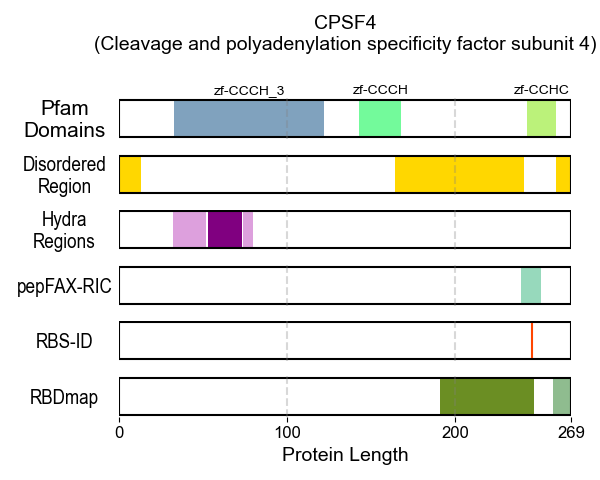 CPSF4
(Cleavage and polyadenylation specificity factor subunit 4)
zf-CCCH_3 zf-CCCH zf-CCHC
Pfam
Domains
Disordered
Region
Hydra
Regions
pepFAX-RIC
RBS-ID
RBDmap
0 100 200 269
Protein Length